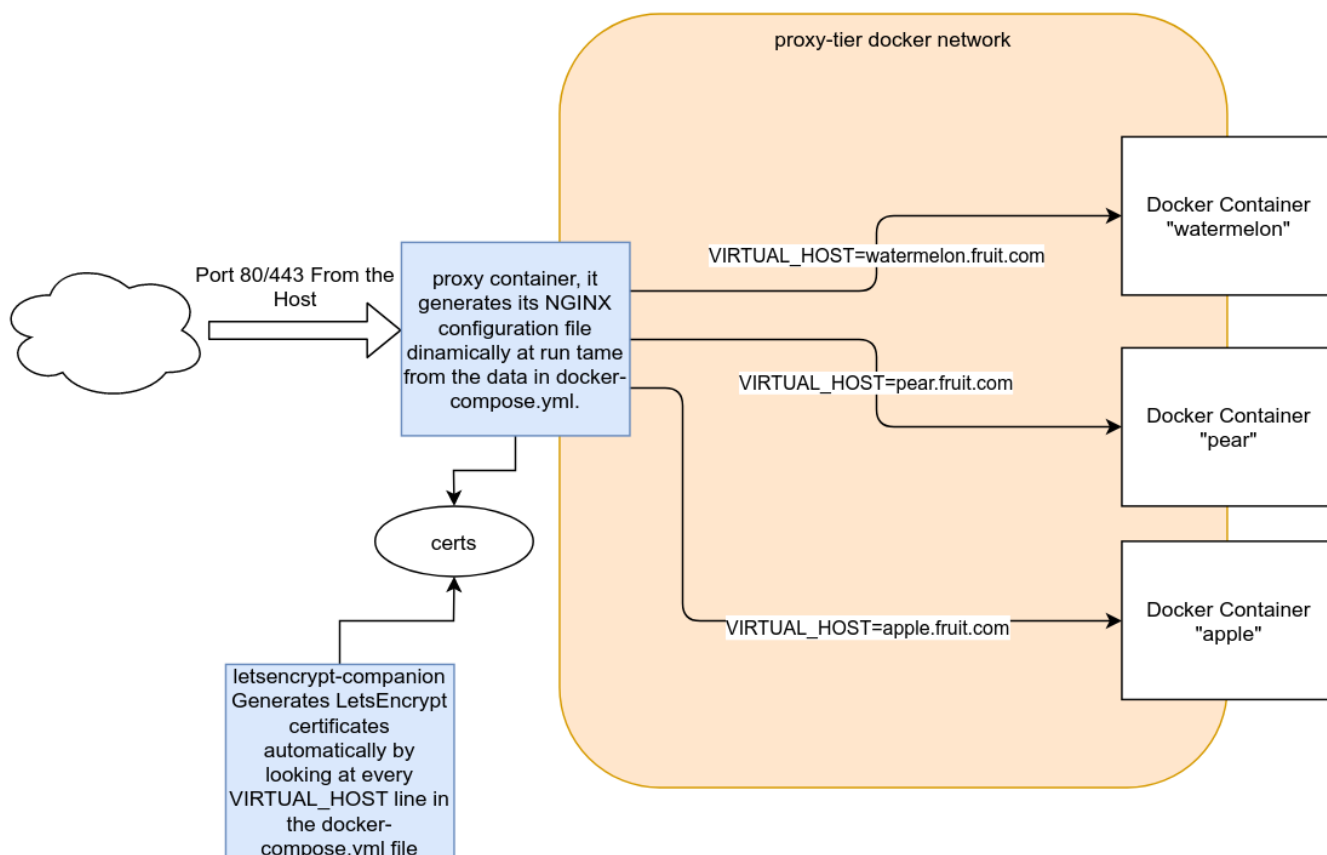 proxy-tier docker network
Docker Container
"watermelon"
VIRTUAL_HOST=watermelon.fruit.com
Port 80/443 From the
Host
proxy container, it
generates its NGINX
configuration file
dinamically at run tame
from the data in docker-
compose.yml.
VIRTUAL_HOST=pear.fruit.com
Docker Container
"pear"
certs
VIRTUAL_HOST=apple.fruit.com
Docker Container
"apple"
letsencrypt-companion
Generates LetsEncrypt
certificates
automatically by
looking at every
VIRTUAL_HOST line in
the docker-
compose.yml file